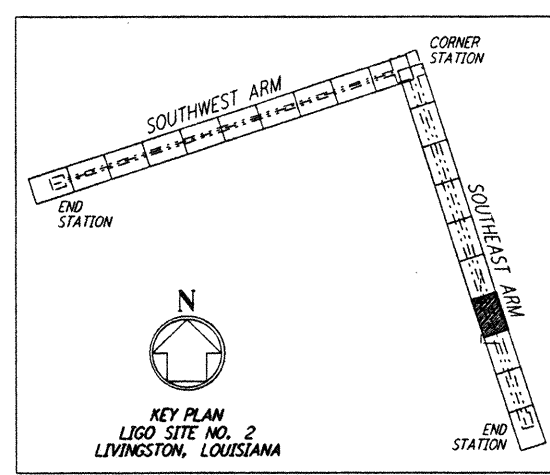 CORNER
STATION
SOUTHWEST ARM
END
STATION
SOUTHEAST ARM
N
KEY PLAN
LIGO SITE NO. 2
LIVINGSTON, LOUISIANA
END
STATION